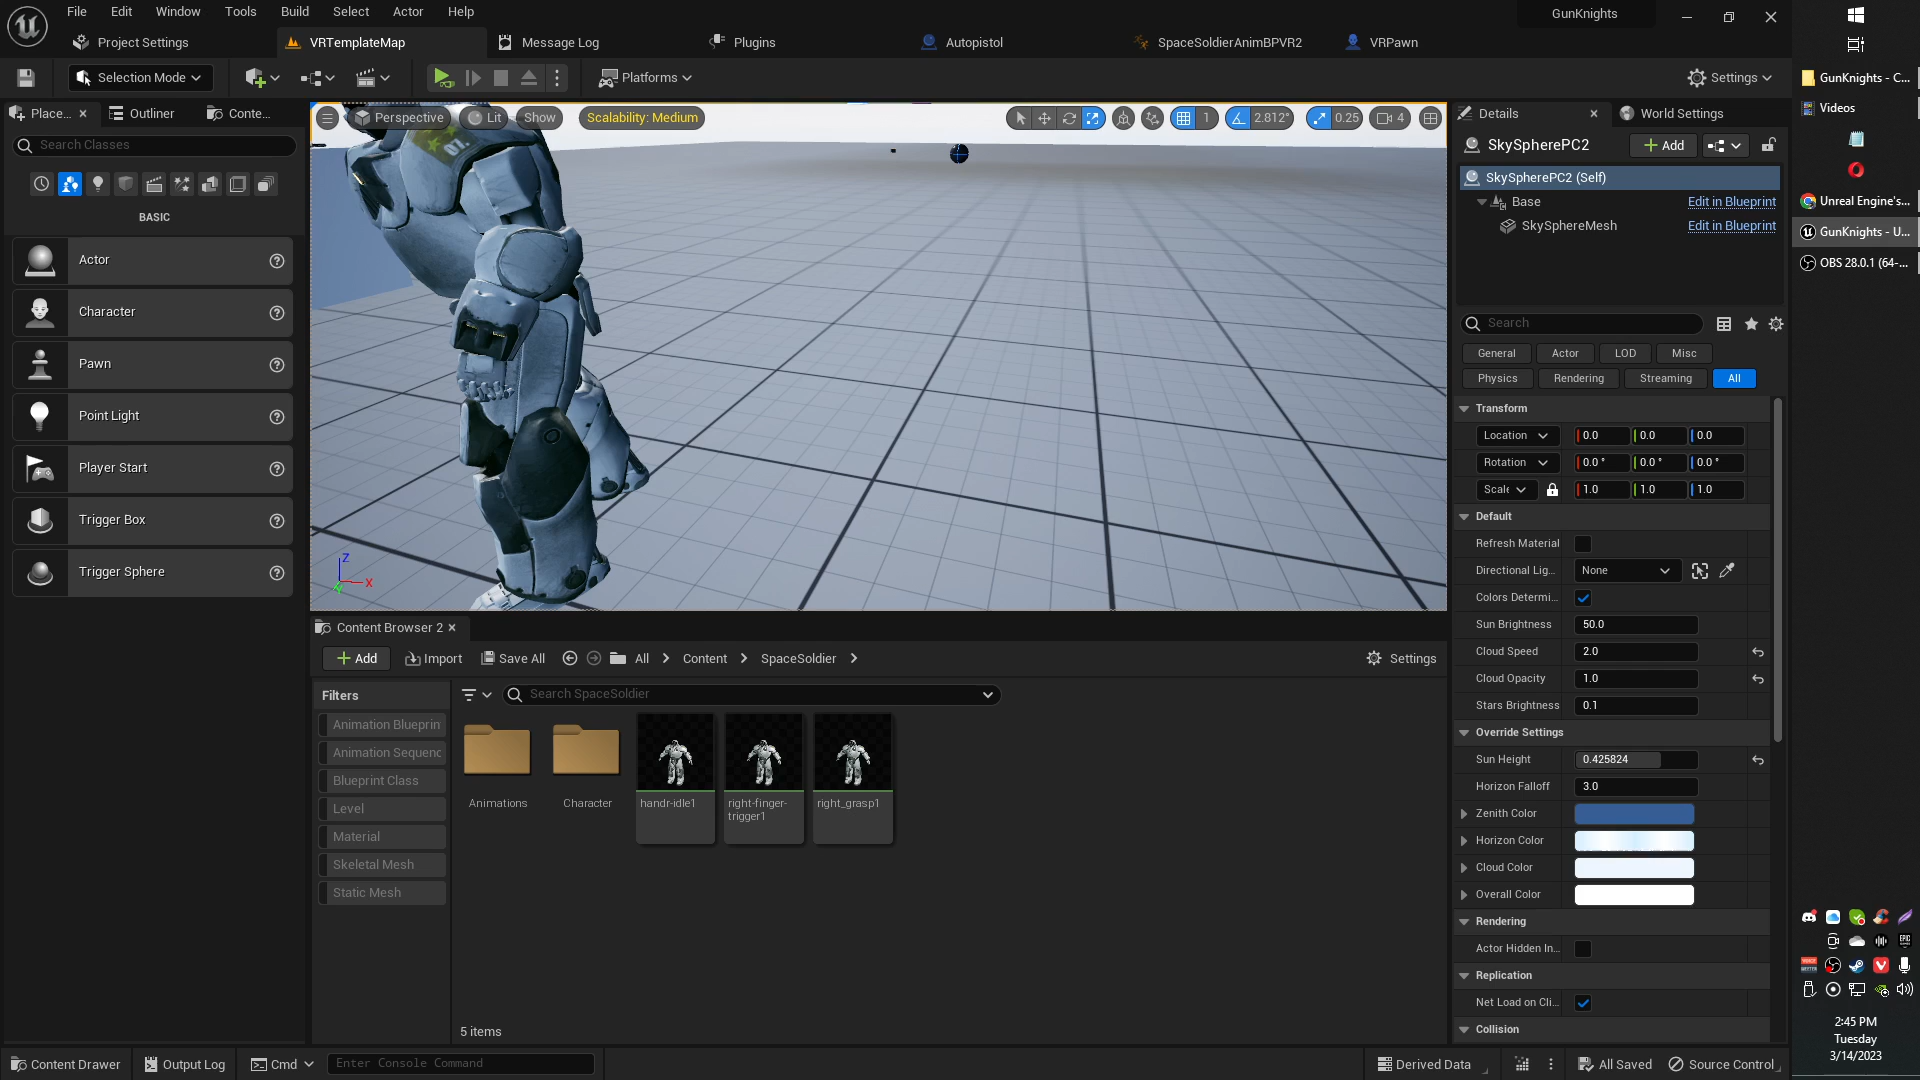 File Edit Window Tools Build Select Actor Help
GunKnights
Project Settings
VRTemplateMap
Message Log
Plugins
Autopistol
SpaceSoldierAnimBPVR2
VRPawn
Selection Mode
Platforms
Settings
Place...
Outliner
Conte...
Search Classes
BASIC
Actor
Character
Pawn
Point Light
Player Start
Trigger Box
Trigger Sphere
Perspective
Lit
Show
Scalability: Medium
1
2.812°
0.25
4
07.
Z
X
Y
Content Browser 2
Add
Import
Save All
All
Content
SpaceSoldier
Settings
Filters
Animation Blueprin
Animation Sequenc
Blueprint Class
Level
Material
Skeletal Mesh
Static Mesh
Search SpaceSoldier
Animations
Character
handr-idle1
right-finger-
trigger1
right_grasp1
5 items
Details
World Settings
SkySpherePC2
Add
SkySpherePC2 (Self)
Base Edit in Blueprint
SkySphereMesh Edit in Blueprint
Search
General Actor LOD Misc
Physics Rendering Streaming All
Transform
Location 0.0 0.0 0.0
Rotation 0.0 ° 0.0 ° 0.0 °
Scale 1.0 1.0 1.0
Default
Refresh Material
Directional Lig... None
Colors Determi...
Sun Brightness 50.0
Cloud Speed 2.0
Cloud Opacity 1.0
Stars Brightness 0.1
Override Settings
Sun Height 0.425824
Horizon Falloff 3.0
Zenith Color
Horizon Color
Cloud Color
Overall Color
Rendering
Actor Hidden In...
Replication
Net Load on Cli...
Collision
Content Drawer
Output Log
Cmd
Enter Console Command
Derived Data
All Saved
Source Control
GunKnights - C...
Videos
Unreal Engine's...
GunKnights - U...
OBS 28.0.1 (64-...
2:45 PM
Tuesday
3/14/2023